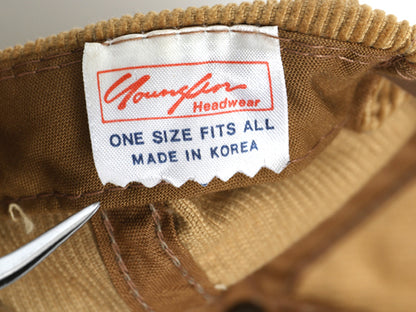 Youngan
Headwear
ONE SIZE FITS ALL
MADE IN KOREA